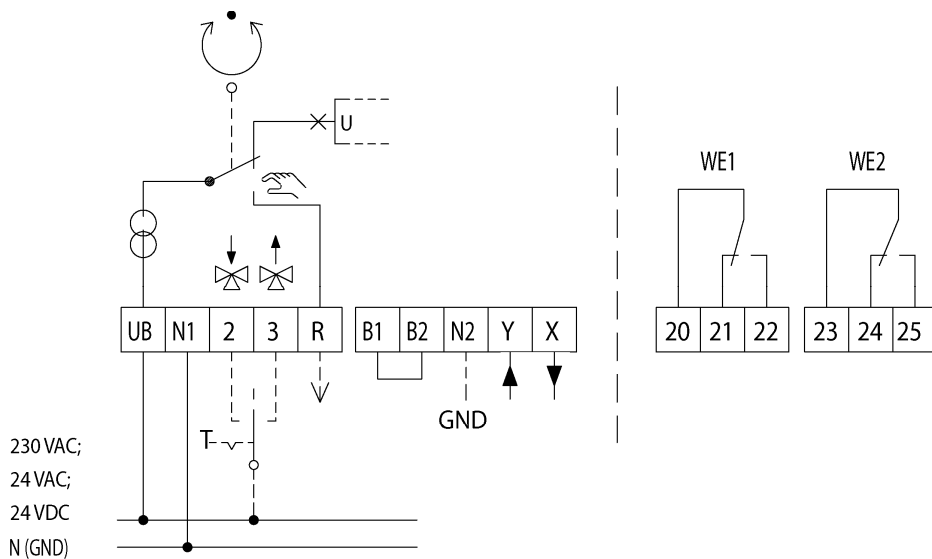 U
WE1 WE2
UB N1 2 3 R B1 B2 N2 Y X 20 21 22 23 24 25
GND
T
230 VAC;
24 VAC;
24 VDC
N (GND)